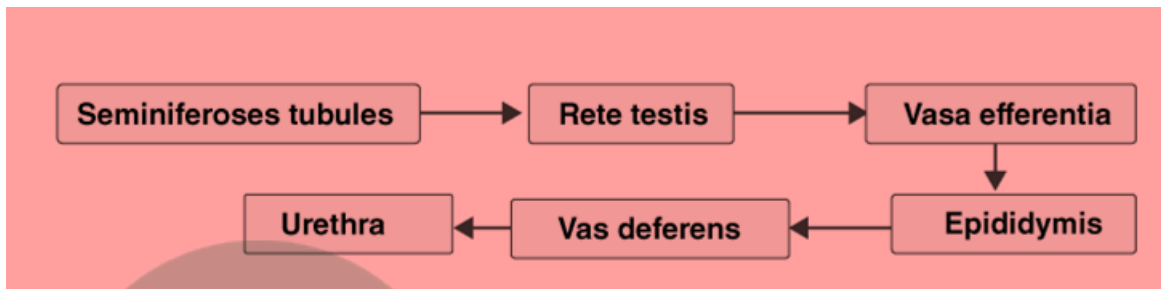 Seminiferoses tubules
Rete testis
Vasa efferentia
Epididymis
Vas deferens
Urethra